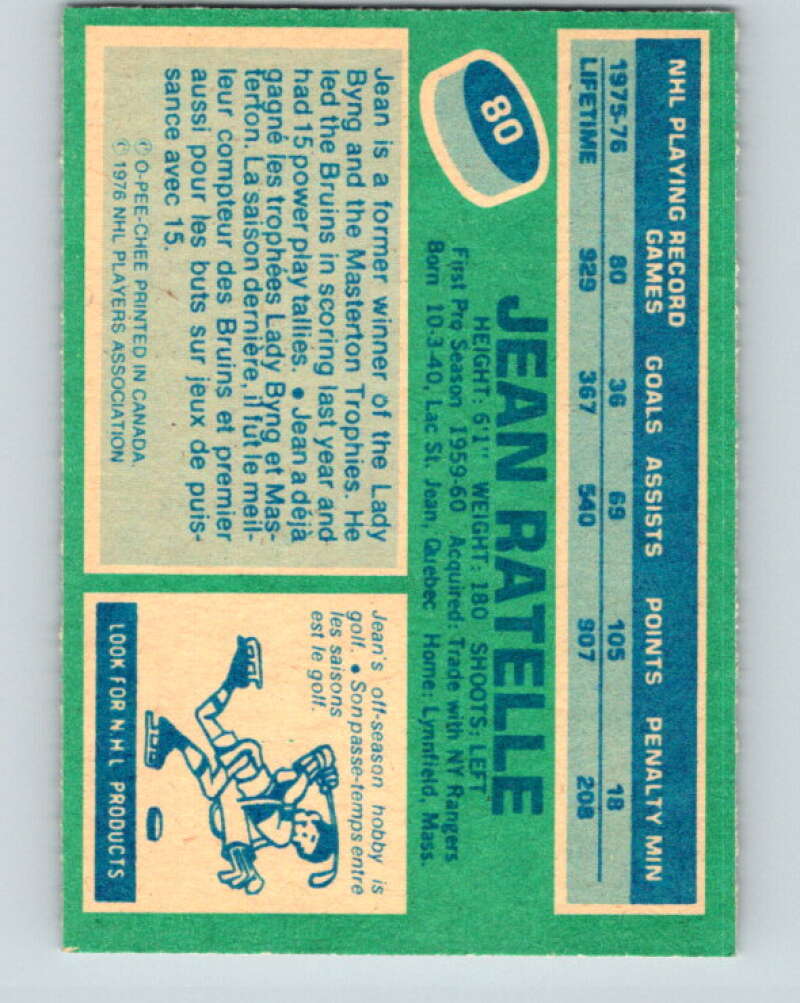 NHL PLAYING RECORD
GAMES GOALS ASSISTS POINTS PENALTY MIN
1975-76 80 36 69 105 18
LIFETIME 929 367 540 907 208
80
JEAN RATELLE
HEIGHT: 6'1" WEIGHT: 180 SHOOTS: LEFT
First Pro Season 1959-60 Acquired: Trade with NY Rangers
Born 10-3-40, Lac St. Jean, Quebec Home: Lynnfield, Mass.
Jean is a former winner of the Lady
Byng and the Masterton Trophies. He
led the Bruins in scoring last year and
had 15 power play tallies. • Jean a déjà
gagné les trophées Lady Byng et Mas-
terton. La saison dernière, il fut le meil-
leur compteur des Bruins et premier
aussi pour les buts sur jeux de puis-
sance avec 15.
© O-PEE-CHEE PRINTED IN CANADA.
© 1976 NHL PLAYERS ASSOCIATION
Jean's off-season hobby is
golf. • Son passe-temps entre
les saisons
est le golf.
LOOK FOR N.H.L. PRODUCTS